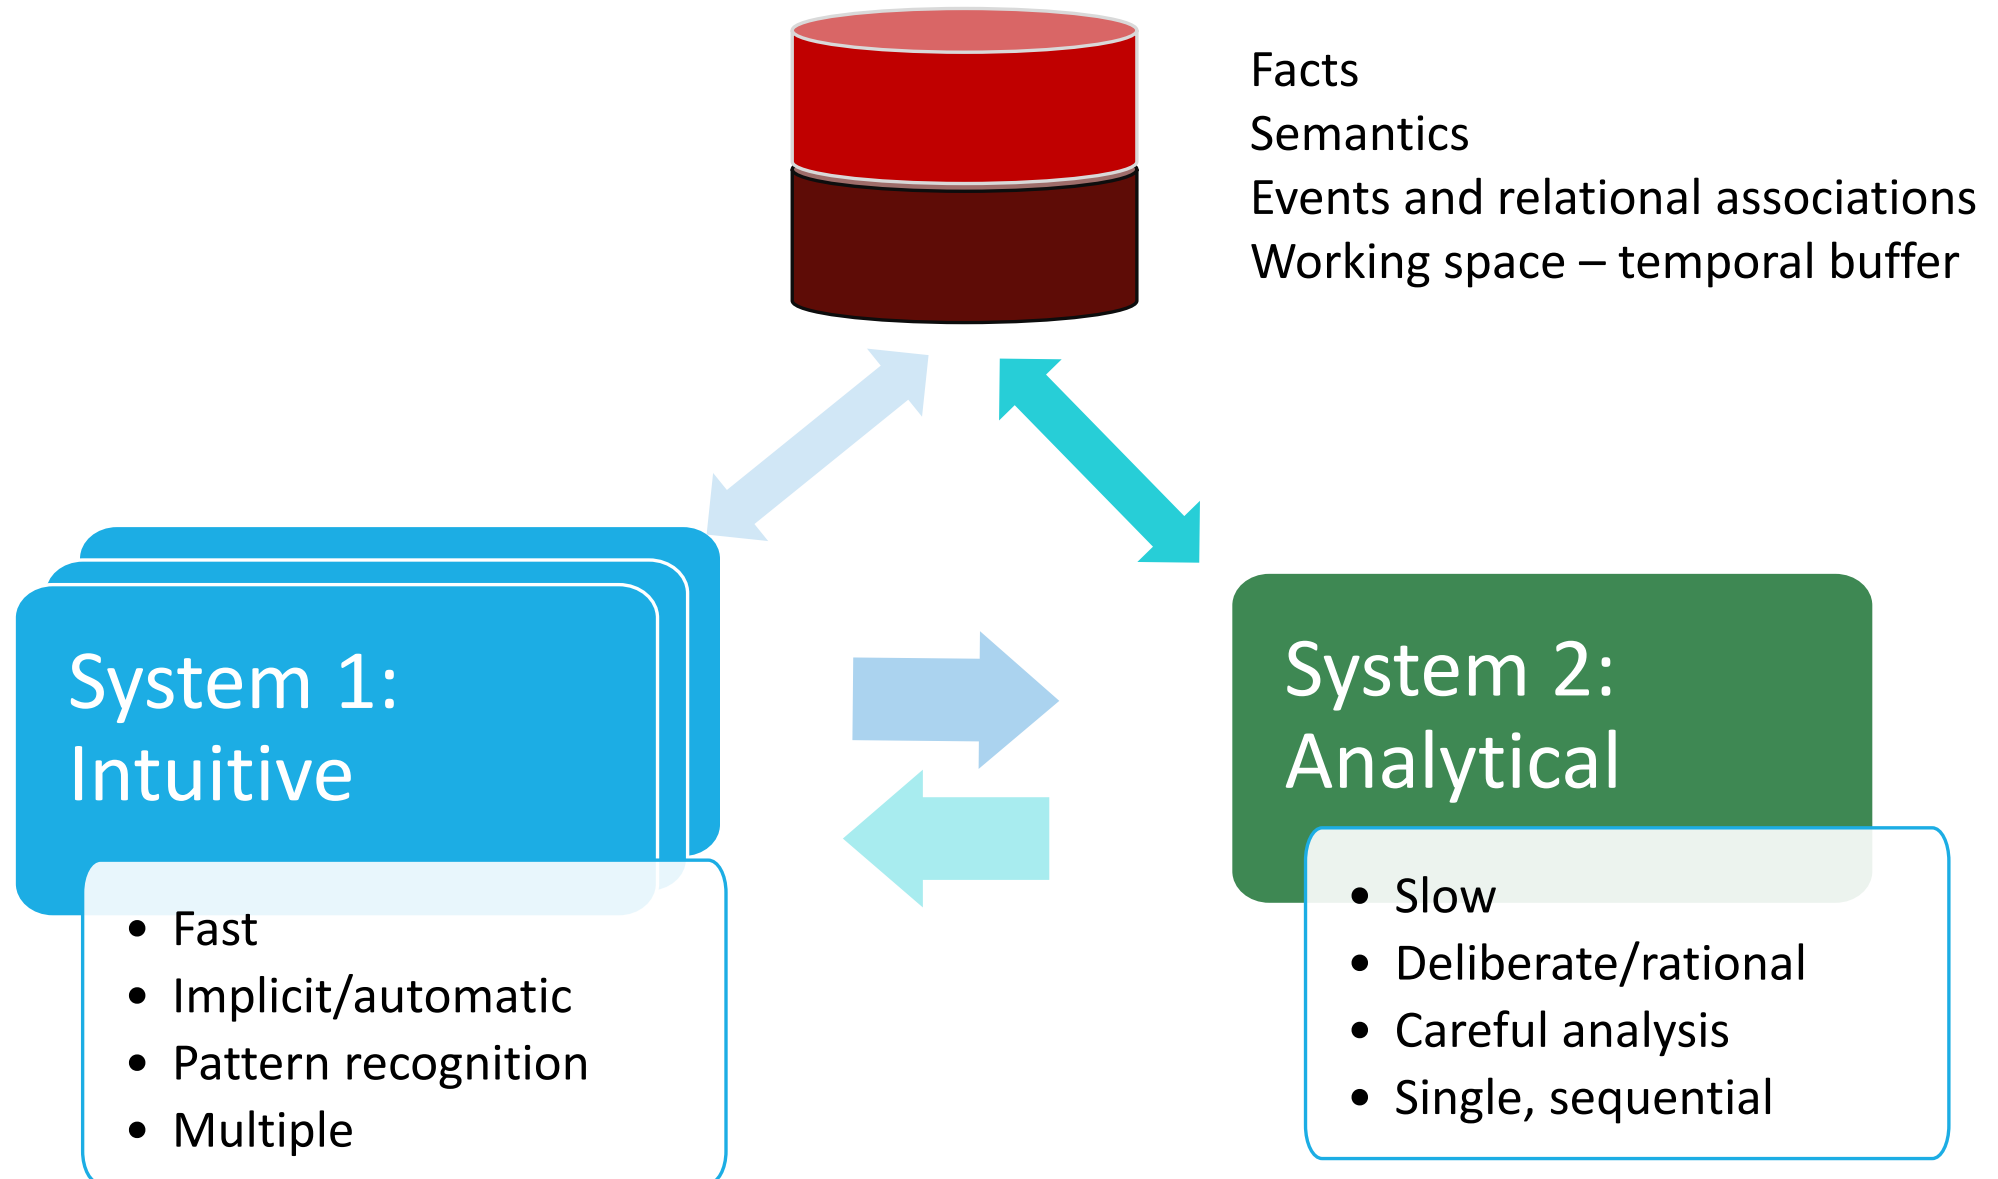 Facts
Semantics
Events and relational associations
Working space – temporal buffer
System 1:
Intuitive
• Fast
• Implicit/automatic
• Pattern recognition
• Multiple
System 2:
Analytical
• Slow
• Deliberate/rational
• Careful analysis
• Single, sequential